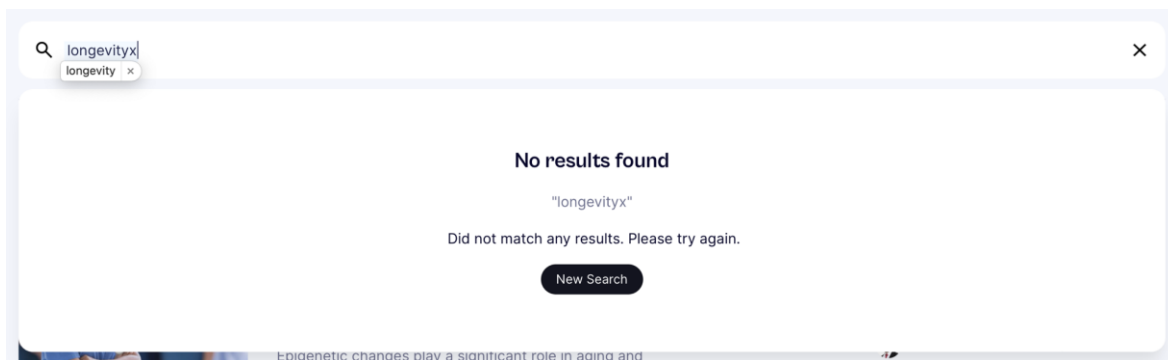 longevityx
longevity ×
No results found
"longevityx"
Did not match any results. Please try again.
New Search
Epigenetic changes play a significant role in aging and